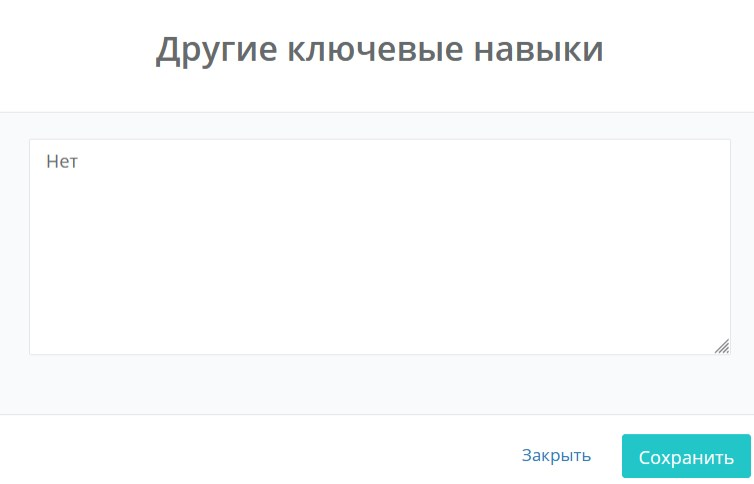 Другие ключевые навыки
Нет
Закрыть
Сохранить